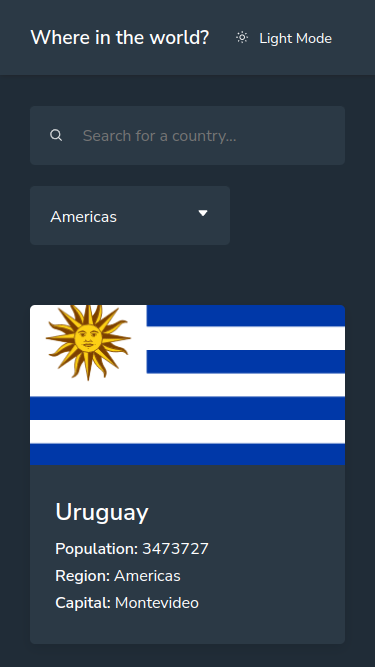 Where in the world?
Light Mode
Search for a country...
Americas
Uruguay
Population: 3473727
Region: Americas
Capital: Montevideo